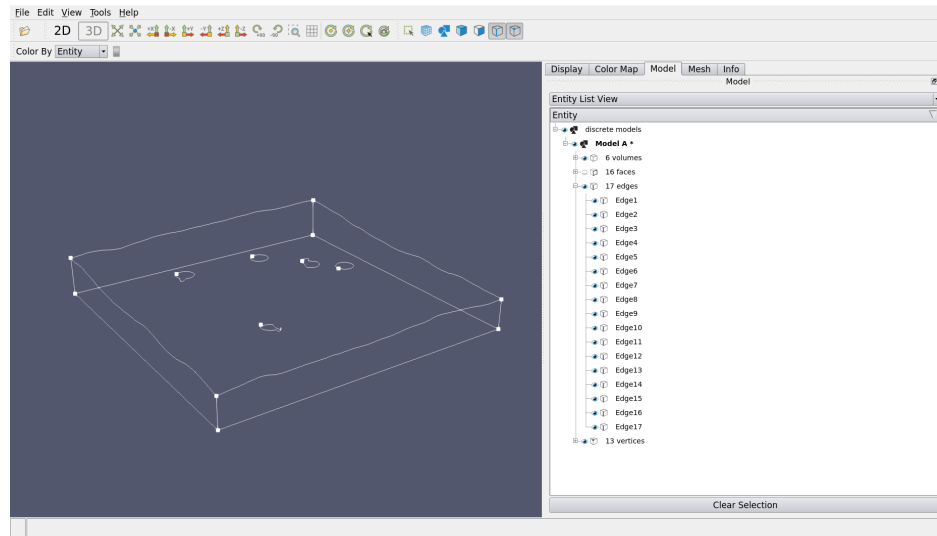 File Edit View Tools Help
2D 3D +X -X +Y -Y +Z -Z +90 -90
Color By Entity
Display Color Map Model Mesh Info
Model
Entity List View
Entity
discrete models
Model A *
6 volumes
16 faces
17 edges
Edge1
Edge2
Edge3
Edge4
Edge5
Edge6
Edge7
Edge8
Edge9
Edge10
Edge11
Edge12
Edge13
Edge14
Edge15
Edge16
Edge17
13 vertices
Clear Selection